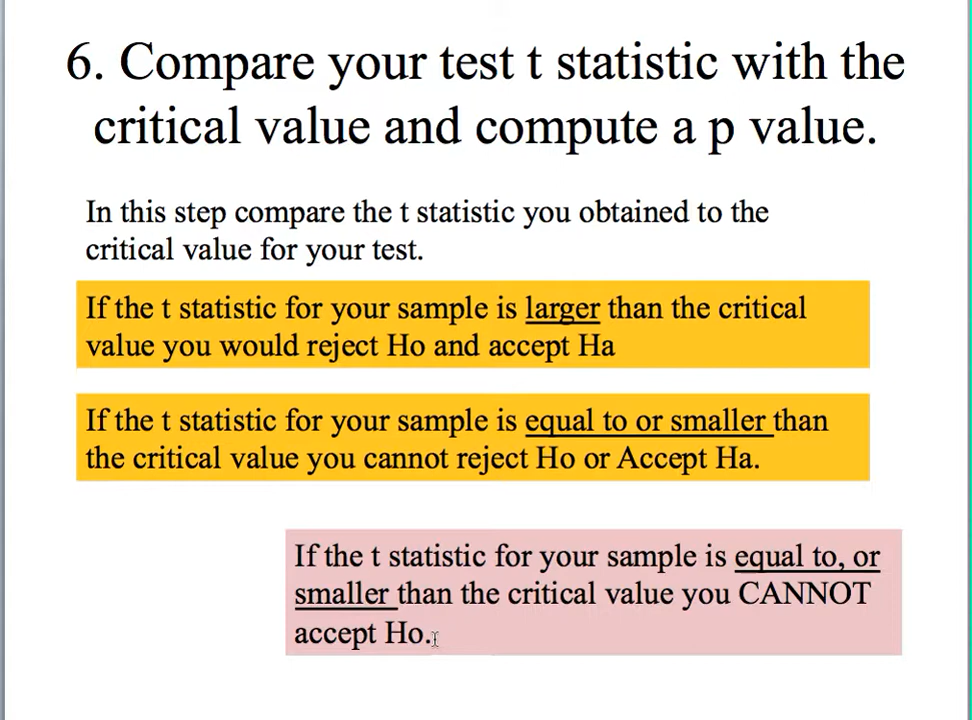 6. Compare your test t statistic with the
critical value and compute a p value.
In this step compare the t statistic you obtained to the
critical value for your test.
If the t statistic for your sample is larger than the critical
value you would reject Ho and accept Ha
If the t statistic for your sample is equal to or smaller than
the critical value you cannot reject Ho or Accept Ha.
If the t statistic for your sample is equal to, or
smaller than the critical value you CANNOT
accept Ho.